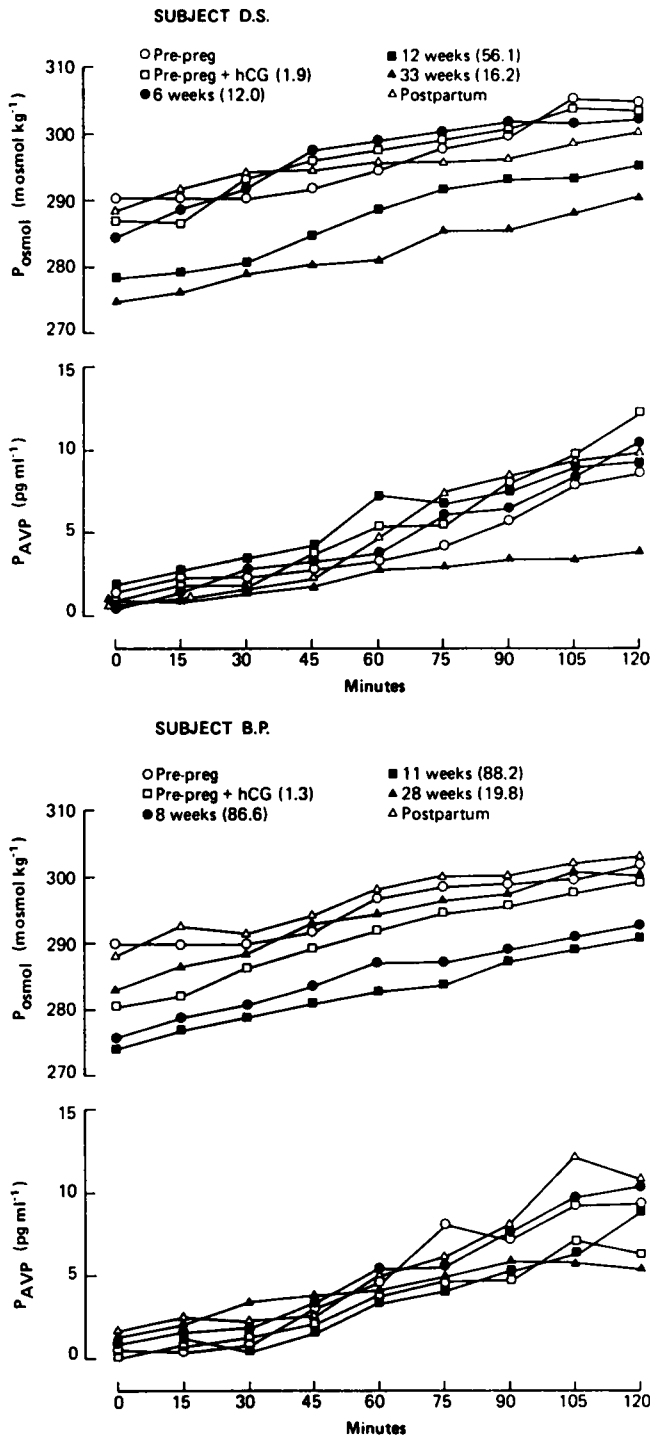 SUBJECT D.S.
Pre-preg
Pre-preg + hCG (1.9)
6 weeks (12.0)
12 weeks (56.1)
33 weeks (16.2)
Postpartum
Posmol (mosmol kg-1)
300
290
280
270
PAVP (pg ml-1)
15
10
5
0
0 15 30 45 60 75 90 105 120
Minutes
SUBJECT B.P.
Pre-preg
Pre-preg + hCG (1.3)
8 weeks (86.6)
11 weeks (88.2)
28 weeks (19.8)
Postpartum
Posmol (mosmol kg-1)
310
300
290
280
270
PAVP (pg ml-1)
15
10
5
0
0 15 30 45 60 75 90 105 120
Minutes